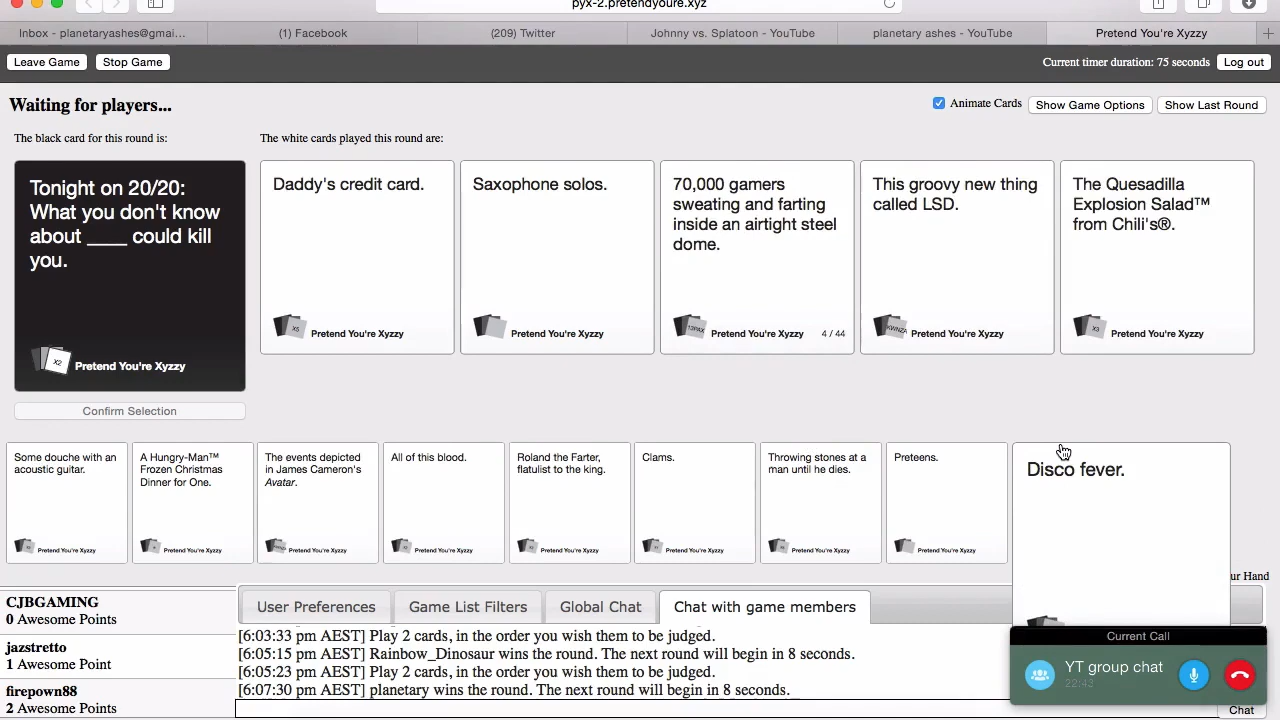 pyx-2.pretendyoure.xyz
Inbox - planetaryashes@gmai...
(1) Facebook
(209) Twitter
Johnny vs. Splatoon - YouTube
planetary ashes - YouTube
Pretend You're Xyzzy
Leave Game
Stop Game
Current timer duration: 75 seconds
Log out
Waiting for players...
Animate Cards
Show Game Options
Show Last Round
The black card for this round is:
The white cards played this round are:
Tonight on 20/20:
What you don't know
about ____ could kill
you.
X2
Pretend You're Xyzzy
Daddy's credit card.
X5
Pretend You're Xyzzy
Saxophone solos.
Pretend You're Xyzzy
70,000 gamers
sweating and farting
inside an airtight steel
dome.
13PAX
Pretend You're Xyzzy
4 / 44
This groovy new thing
called LSD.
KWNZA
Pretend You're Xyzzy
The Quesadilla
Explosion Salad™
from Chili's®.
X3
Pretend You're Xyzzy
Confirm Selection
Some douche with an
acoustic guitar.
Pretend You're Xyzzy
A Hungry-Man™
Frozen Christmas
Dinner for One.
Pretend You're Xyzzy
The events depicted
in James Cameron's
Avatar.
Pretend You're Xyzzy
All of this blood.
Pretend You're Xyzzy
Roland the Farter,
flatulist to the king.
Pretend You're Xyzzy
Clams.
Pretend You're Xyzzy
Throwing stones at a
man until he dies.
Pretend You're Xyzzy
Preteens.
Pretend You're Xyzzy
Disco fever.
ur Hand
CJBGAMING
0 Awesome Points
jazstretto
1 Awesome Point
firepown88
2 Awesome Points
User Preferences
Game List Filters
Global Chat
Chat with game members
[6:03:33 pm AEST] Play 2 cards, in the order you wish them to be judged.
[6:05:15 pm AEST] Rainbow_Dinosaur wins the round. The next round will begin in 8 seconds.
[6:05:23 pm AEST] Play 2 cards, in the order you wish them to be judged.
[6:07:30 pm AEST] planetary wins the round. The next round will begin in 8 seconds.
Current Call
YT group chat
22:43
Chat